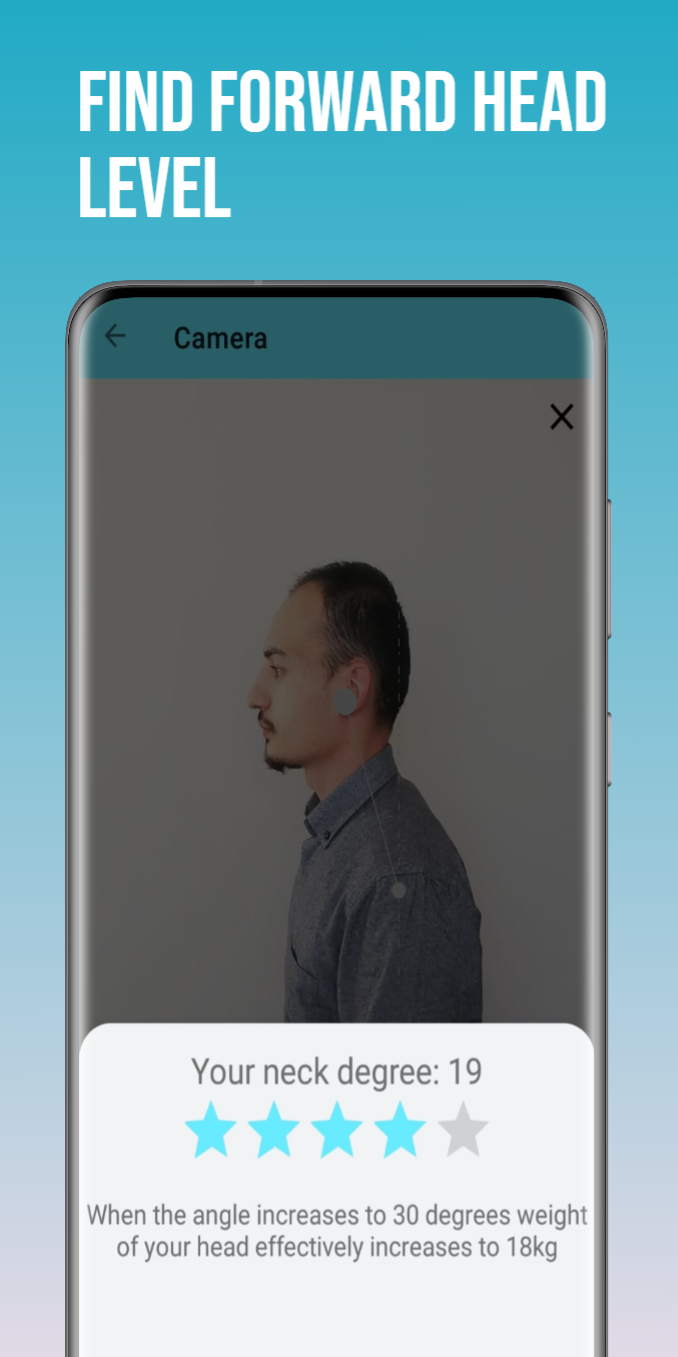 FIND FORWARD HEAD
LEVEL
Camera
Your neck degree: 19
When the angle increases to 30 degrees weight
of your head effectively increases to 18kg